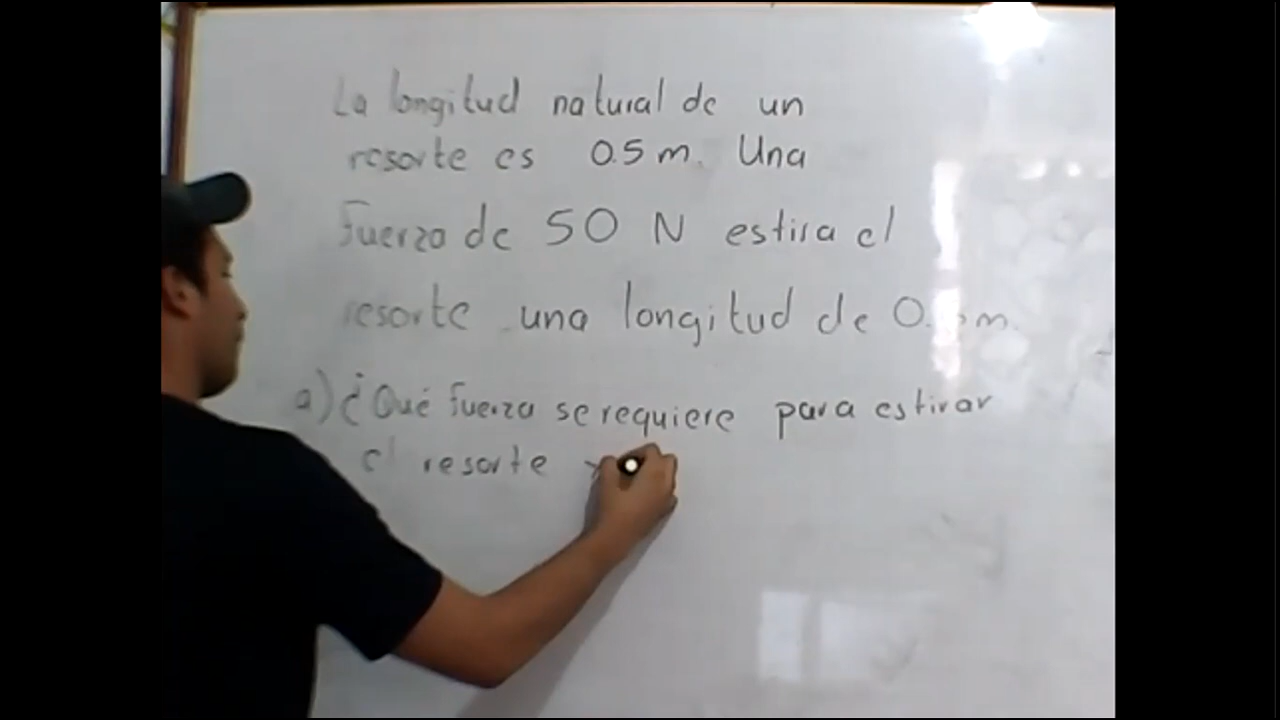 La longitud natural de un
resorte es 0.5 m. Una
Fuerza de 50 N estira el
resorte una longitud de
a) ¿Qué fuerza se requiere para estirar
el resorte